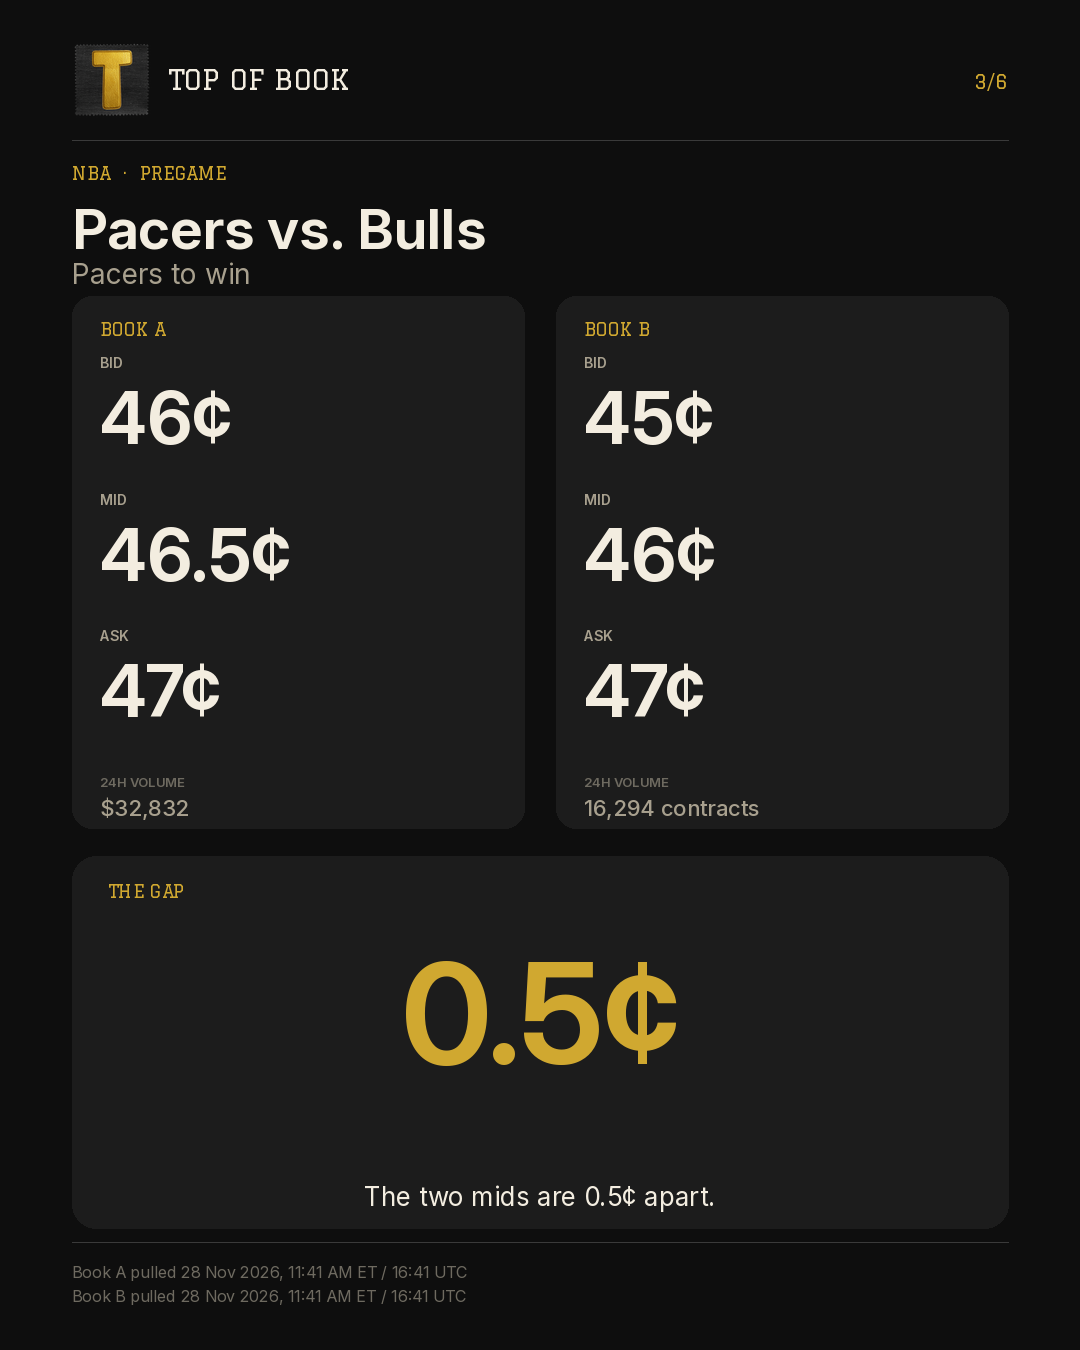 T
TOP OF BOOK
3/6
NBA · PREGAME
Pacers vs. Bulls
Pacers to win
BOOK A
BID
46¢
MID
46.5¢
ASK
47¢
24H VOLUME
$32,832
BOOK B
BID
45¢
MID
46¢
ASK
47¢
24H VOLUME
16,294 contracts
THE GAP
0.5¢
The two mids are 0.5¢ apart.
Book A pulled 28 Nov 2026, 11:41 AM ET / 16:41 UTC
Book B pulled 28 Nov 2026, 11:41 AM ET / 16:41 UTC